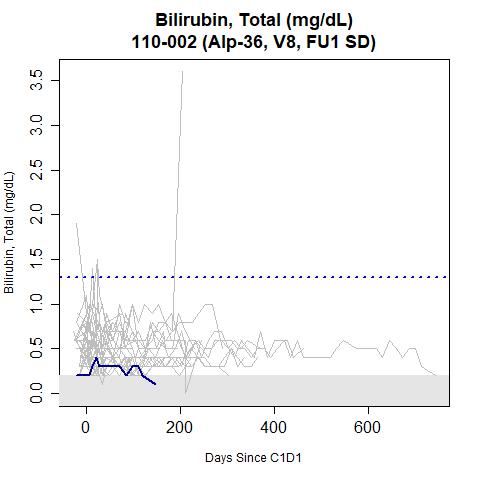 Bilirubin, Total (mg/dL)
110-002 (Alp-36, V8, FU1 SD)
Bilirubin, Total (mg/dL)
3.5
3.0
2.5
2.0
1.5
1.0
0.5
0.0
0 200 400 600
Days Since C1D1